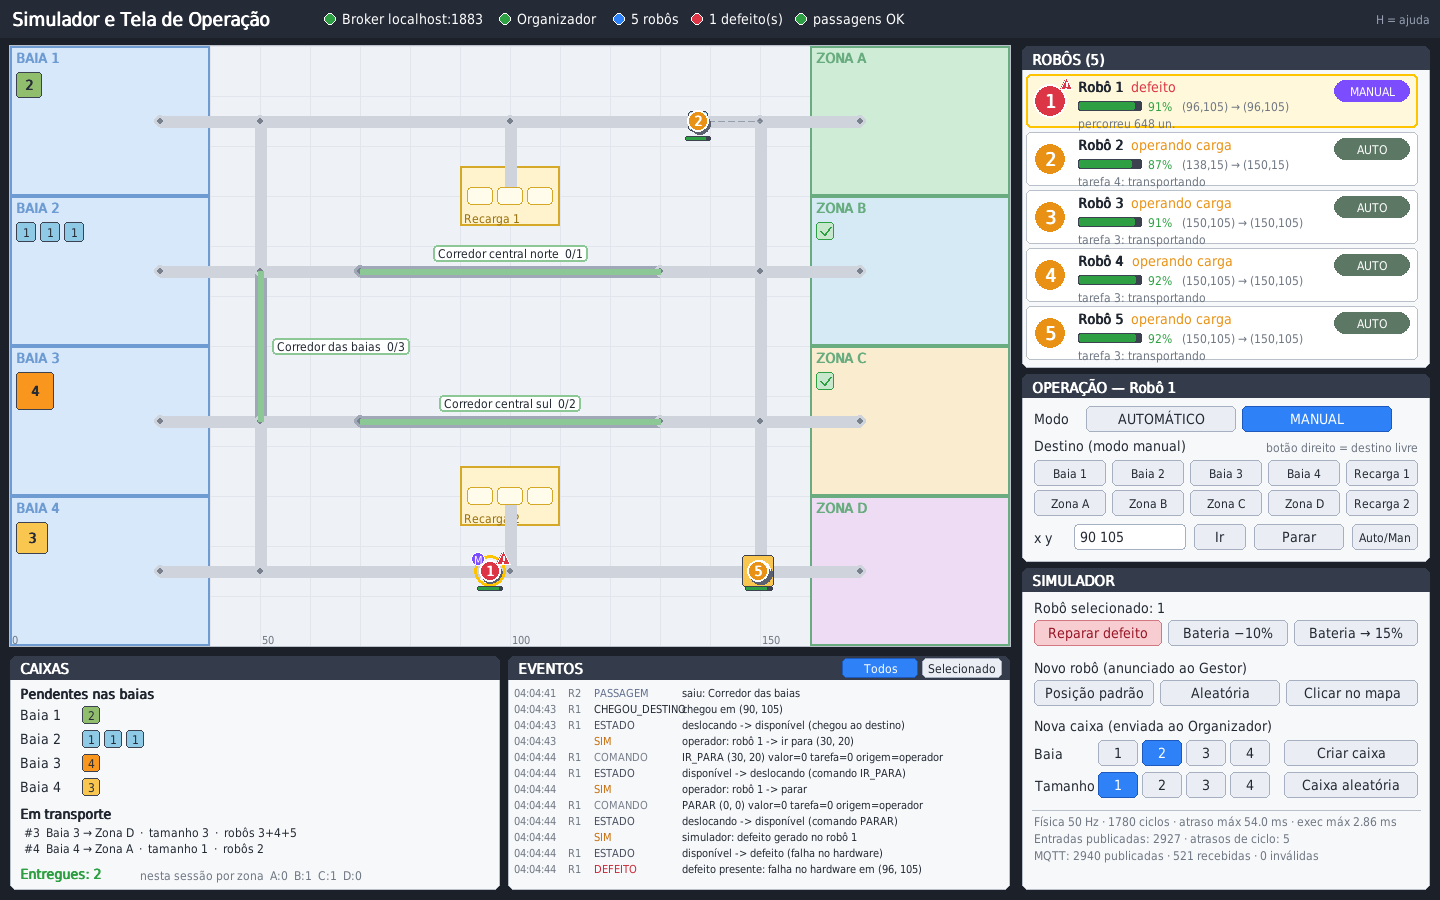 Simulador e Tela de Operação
Broker localhost:1883
Organizador
5 robôs
1 defeito(s)
passagens OK
H = ajuda
BAIA 1
2
BAIA 2
1 1 1
BAIA 3
4
BAIA 4
3
ZONA A
ZONA B
ZONA C
ZONA D
2
Recarga 1
Corredor central norte 0/1
Corredor das baias 0/3
Corredor central sul 0/2
Recarga 2
M
1
5
0
50
100
150
ROBÔS (5)
1
Robô 1 defeito
MANUAL
91% (96,105) → (96,105)
percorreu 648 un.
2
Robô 2 operando carga
AUTO
87% (138,15) → (150,15)
tarefa 4: transportando
3
Robô 3 operando carga
AUTO
91% (150,105) → (150,105)
tarefa 3: transportando
4
Robô 4 operando carga
AUTO
92% (150,105) → (150,105)
tarefa 3: transportando
5
Robô 5 operando carga
AUTO
92% (150,105) → (150,105)
tarefa 3: transportando
OPERAÇÃO — Robô 1
Modo AUTOMÁTICO MANUAL
Destino (modo manual) botão direito = destino livre
Baia 1 Baia 2 Baia 3 Baia 4 Recarga 1
Zona A Zona B Zona C Zona D Recarga 2
x y 90 105 Ir Parar Auto/Man
SIMULADOR
Robô selecionado: 1
Reparar defeito Bateria −10% Bateria → 15%
Novo robô (anunciado ao Gestor)
Posição padrão Aleatória Clicar no mapa
Nova caixa (enviada ao Organizador)
Baia 1 2 3 4 Criar caixa
Tamanho 1 2 3 4 Caixa aleatória
Física 50 Hz · 1780 ciclos · atraso máx 54.0 ms · exec máx 2.86 ms
Entradas publicadas: 2927 · atrasos de ciclo: 5
MQTT: 2940 publicadas · 521 recebidas · 0 inválidas
CAIXAS
Pendentes nas baias
Baia 1 2
Baia 2 1 1 1
Baia 3 4
Baia 4 3
Em transporte
#3 Baia 3 → Zona D · tamanho 3 · robôs 3+4+5
#4 Baia 4 → Zona A · tamanho 1 · robôs 2
Entregues: 2 nesta sessão por zona A:0 B:1 C:1 D:0
EVENTOS Todos Selecionado
04:04:41 R2 PASSAGEM saiu: Corredor das baias
04:04:43 R1 CHEGOU_DESTINO chegou em (90, 105)
04:04:43 R1 ESTADO deslocando -> disponível (chegou ao destino)
04:04:43 SIM operador: robô 1 -> ir para (30, 20)
04:04:44 R1 COMANDO IR_PARA (30, 20) valor=0 tarefa=0 origem=operador
04:04:44 R1 ESTADO disponível -> deslocando (comando IR_PARA)
04:04:44 SIM operador: robô 1 -> parar
04:04:44 R1 COMANDO PARAR (0, 0) valor=0 tarefa=0 origem=operador
04:04:44 R1 ESTADO deslocando -> disponível (comando PARAR)
04:04:44 SIM simulador: defeito gerado no robô 1
04:04:44 R1 ESTADO disponível -> defeito (falha no hardware)
04:04:44 R1 DEFEITO defeito presente: falha no hardware em (96, 105)